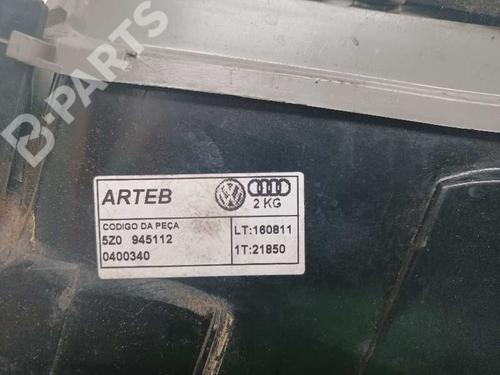 B-PARTS
ARTEB
2 KG
CODIGO DA PEÇA
5Z0 945112
0400340
LT:160811
1T:21850